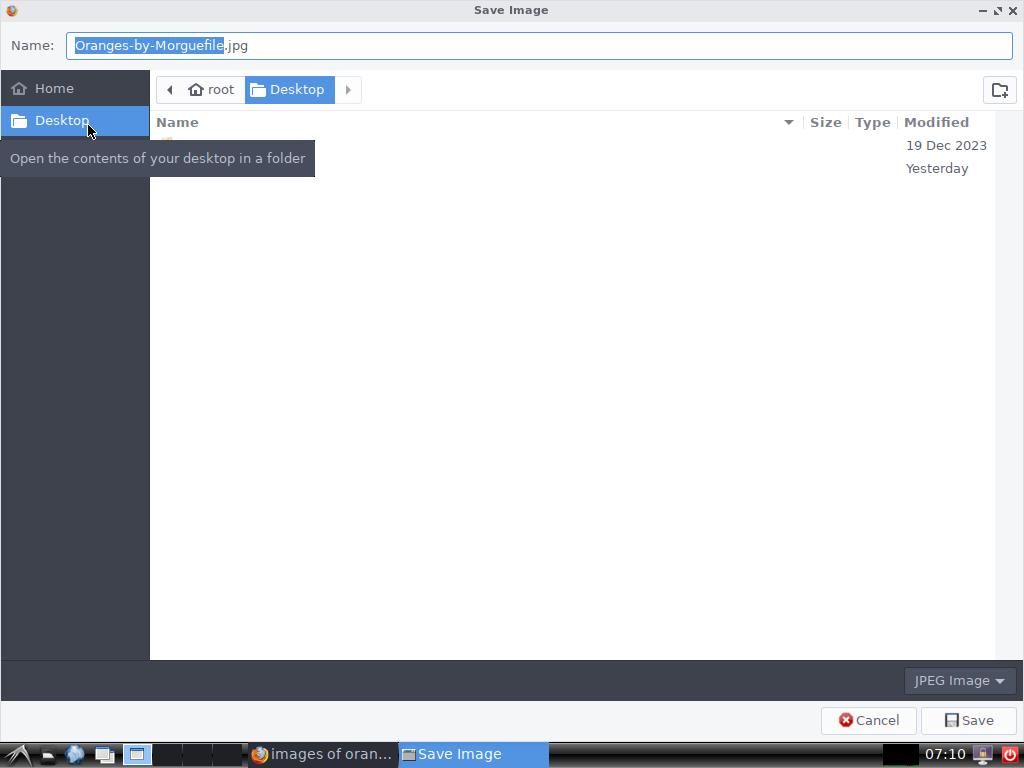 Save Image
Name: Oranges-by-Morguefile.jpg
Home
root Desktop
Desktop
Name Size Type Modified
19 Dec 2023
Open the contents of your desktop in a folder
Yesterday
JPEG Image
Cancel Save
images of oran... Save Image 07:10